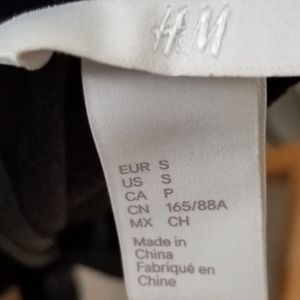 H&M
EUR S
US S
CA P
CN 165/88A
MX CH
Made in
China
Fabriqué en
Chine